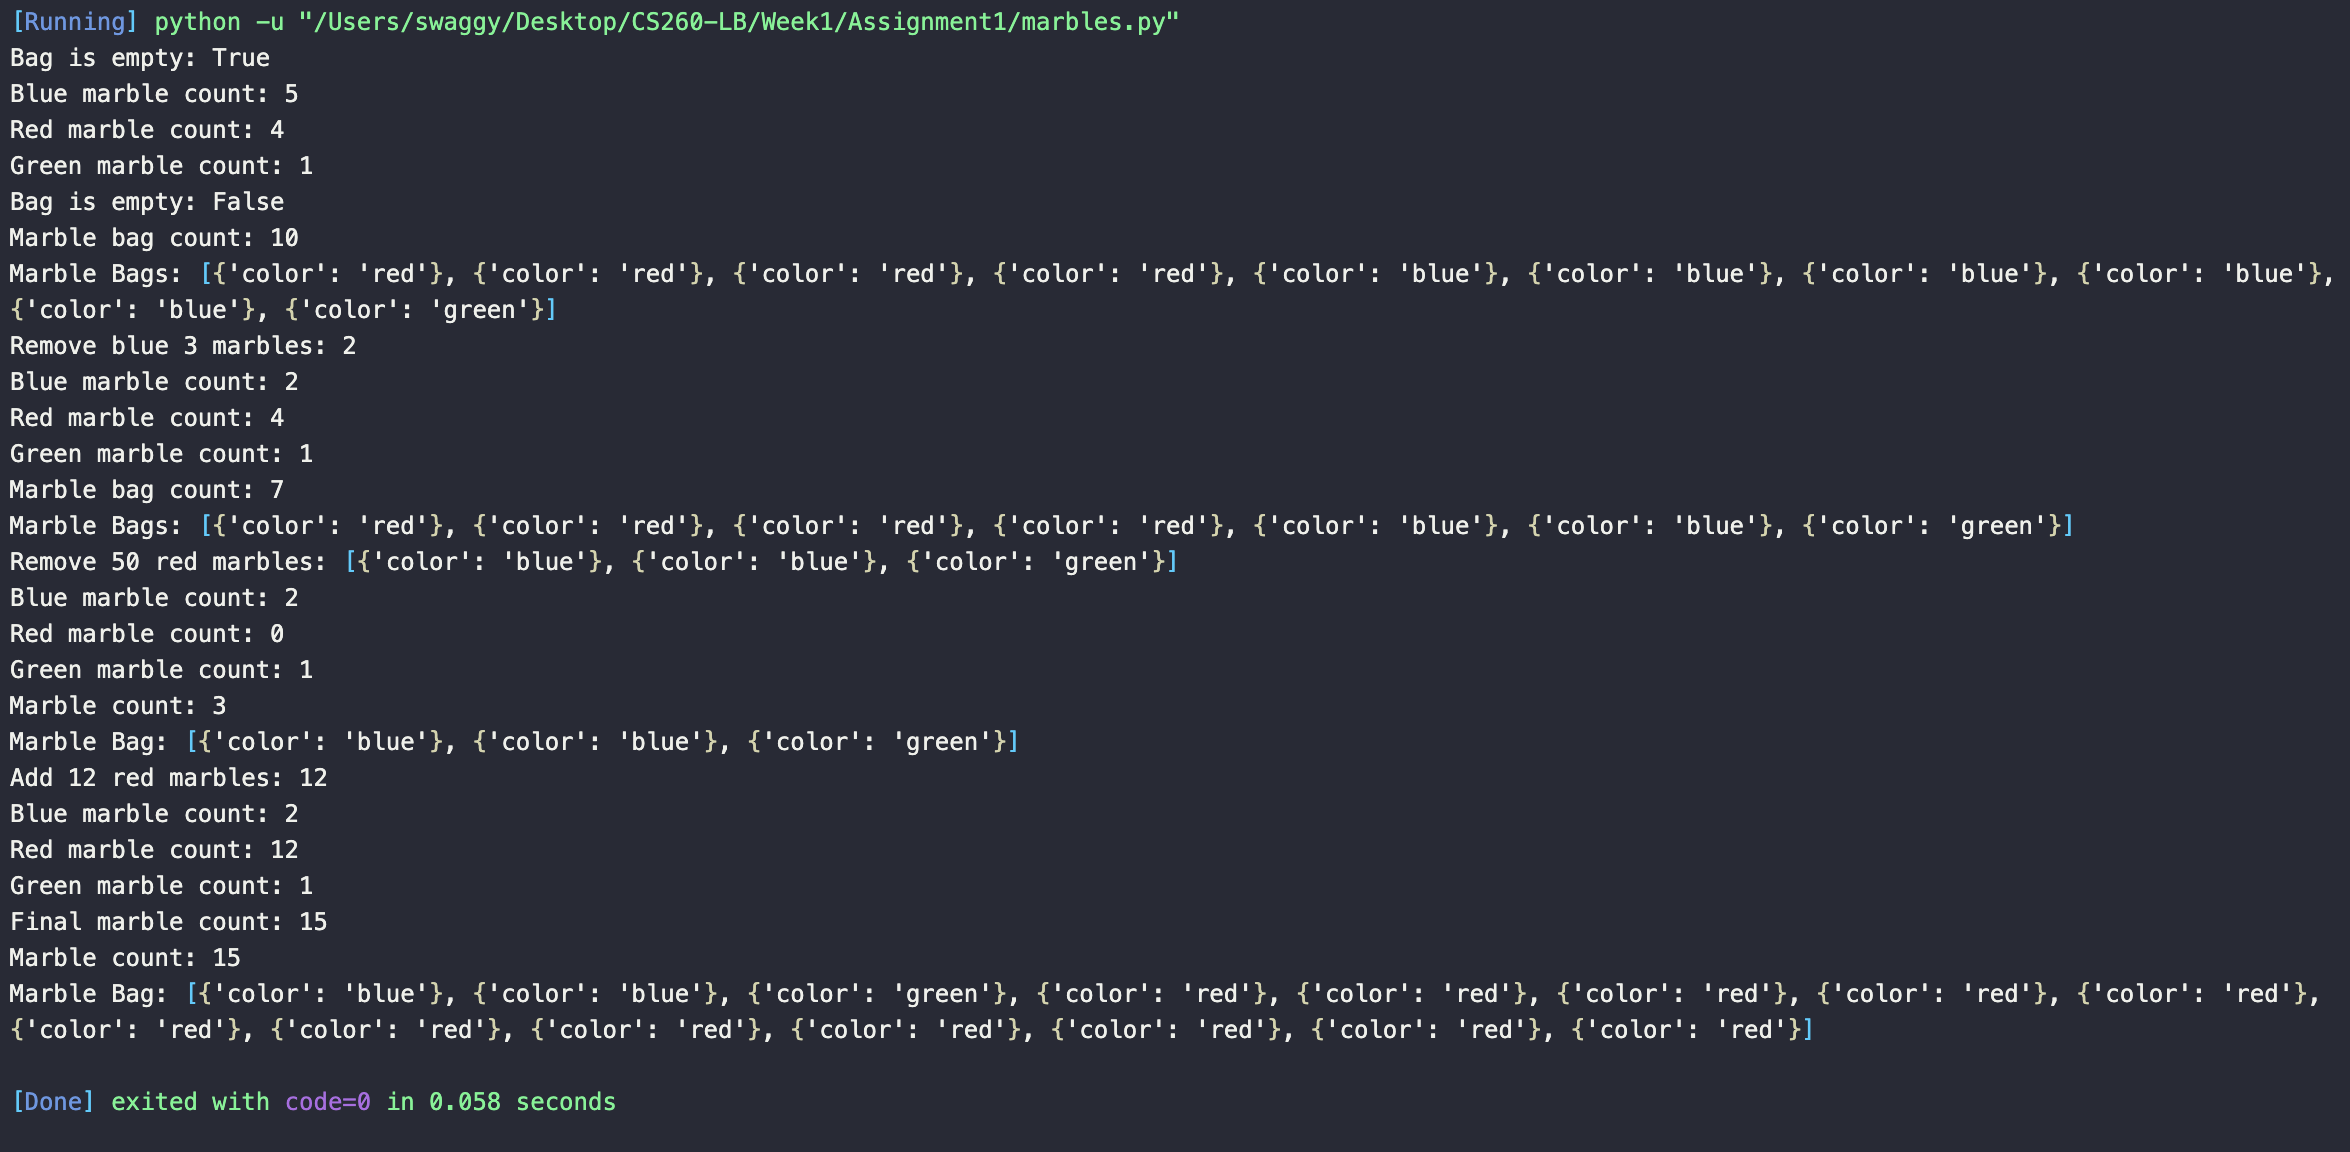 [Running] python -u "/Users/swaggy/Desktop/CS260-LB/Week1/Assignment1/marbles.py"
Bag is empty: True
Blue marble count: 5
Red marble count: 4
Green marble count: 1
Bag is empty: False
Marble bag count: 10
Marble Bags: [{'color': 'red'}, {'color': 'red'}, {'color': 'red'}, {'color': 'red'}, {'color': 'blue'}, {'color': 'blue'}, {'color': 'blue'}, {'color': 'blue'},
{'color': 'blue'}, {'color': 'green'}]
Remove blue 3 marbles: 2
Blue marble count: 2
Red marble count: 4
Green marble count: 1
Marble bag count: 7
Marble Bags: [{'color': 'red'}, {'color': 'red'}, {'color': 'red'}, {'color': 'red'}, {'color': 'blue'}, {'color': 'blue'}, {'color': 'green'}]
Remove 50 red marbles: [{'color': 'blue'}, {'color': 'blue'}, {'color': 'green'}]
Blue marble count: 2
Red marble count: 0
Green marble count: 1
Marble count: 3
Marble Bag: [{'color': 'blue'}, {'color': 'blue'}, {'color': 'green'}]
Add 12 red marbles: 12
Blue marble count: 2
Red marble count: 12
Green marble count: 1
Final marble count: 15
Marble count: 15
Marble Bag: [{'color': 'blue'}, {'color': 'blue'}, {'color': 'green'}, {'color': 'red'}, {'color': 'red'}, {'color': 'red'}, {'color': 'red'}, {'color': 'red'},
{'color': 'red'}, {'color': 'red'}, {'color': 'red'}, {'color': 'red'}, {'color': 'red'}, {'color': 'red'}, {'color': 'red'}]
[Done] exited with code=0 in 0.058 seconds